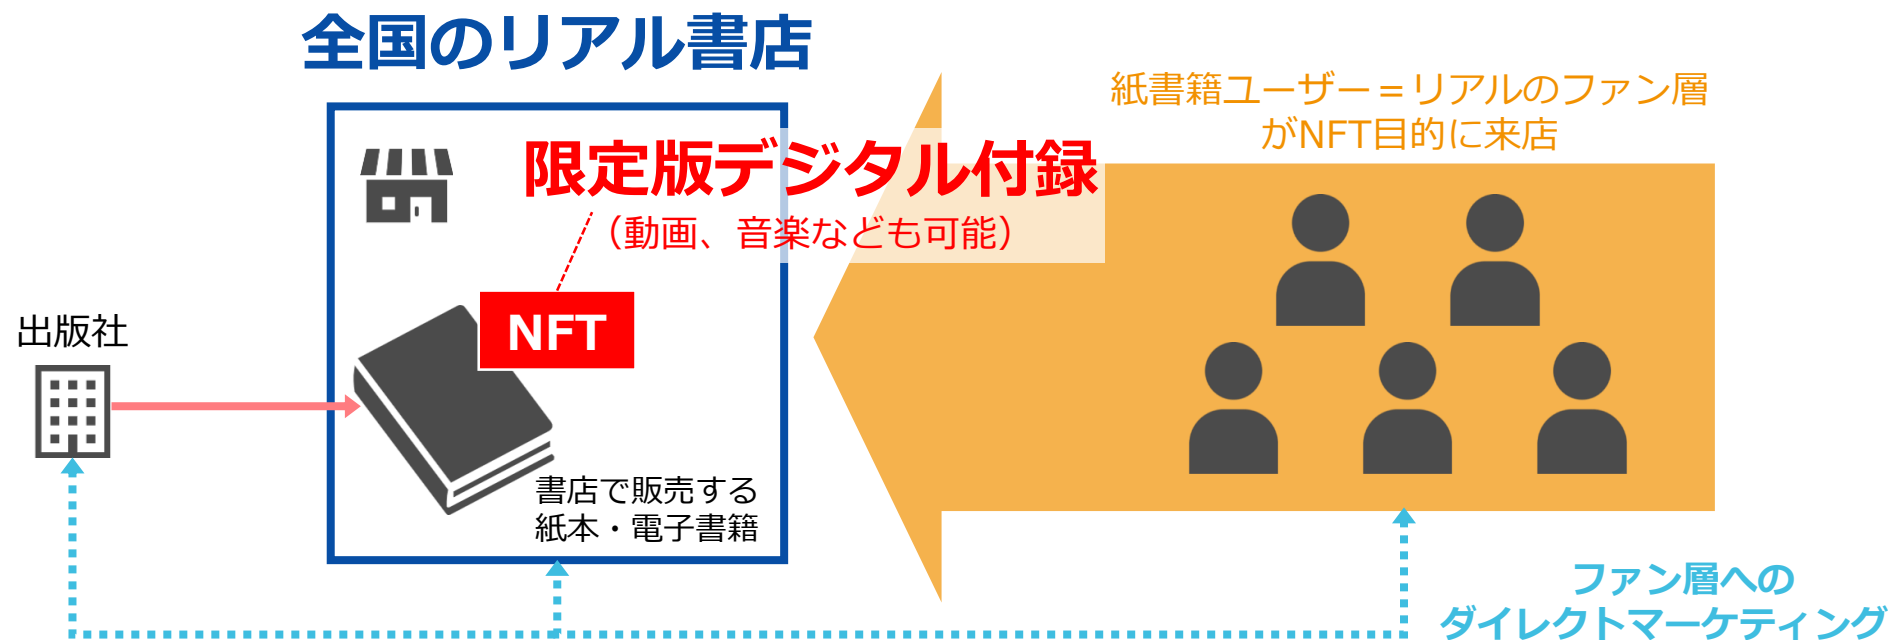 全国のリアル書店
紙書籍ユーザー＝リアルのファン層
がNFT目的に来店
限定版デジタル付録
（動画、音楽なども可能）
NFT
出版社
書店で販売する
紙本・電子書籍
ファン層への
ダイレクトマーケティング